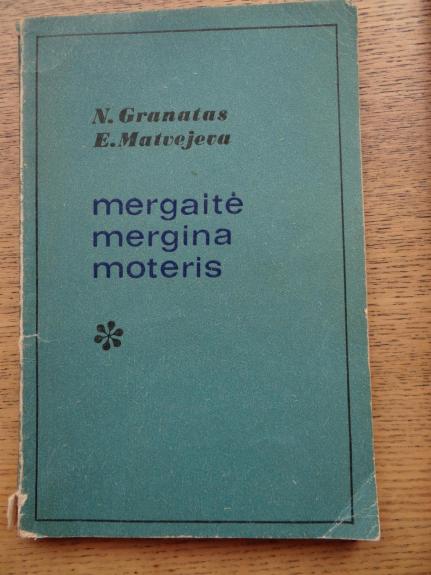 N. Granatas
E. Matvejeva
mergaitė
mergina
moteris